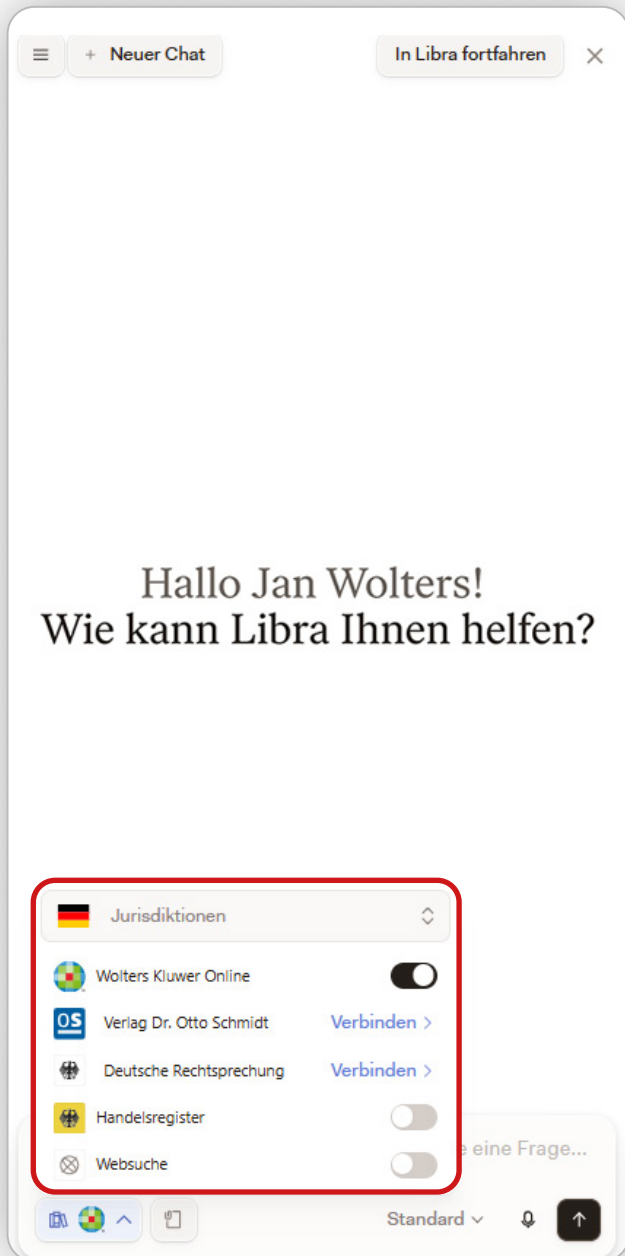 + Neuer Chat
In Libra fortfahren
Hallo Jan Wolters!
Wie kann Libra Ihnen helfen?
Jurisdiktionen
Wolters Kluwer Online
OS Verlag Dr. Otto Schmidt Verbinden >
Deutsche Rechtsprechung Verbinden >
Handelsregister
Websuche
eine Frage...
Standard